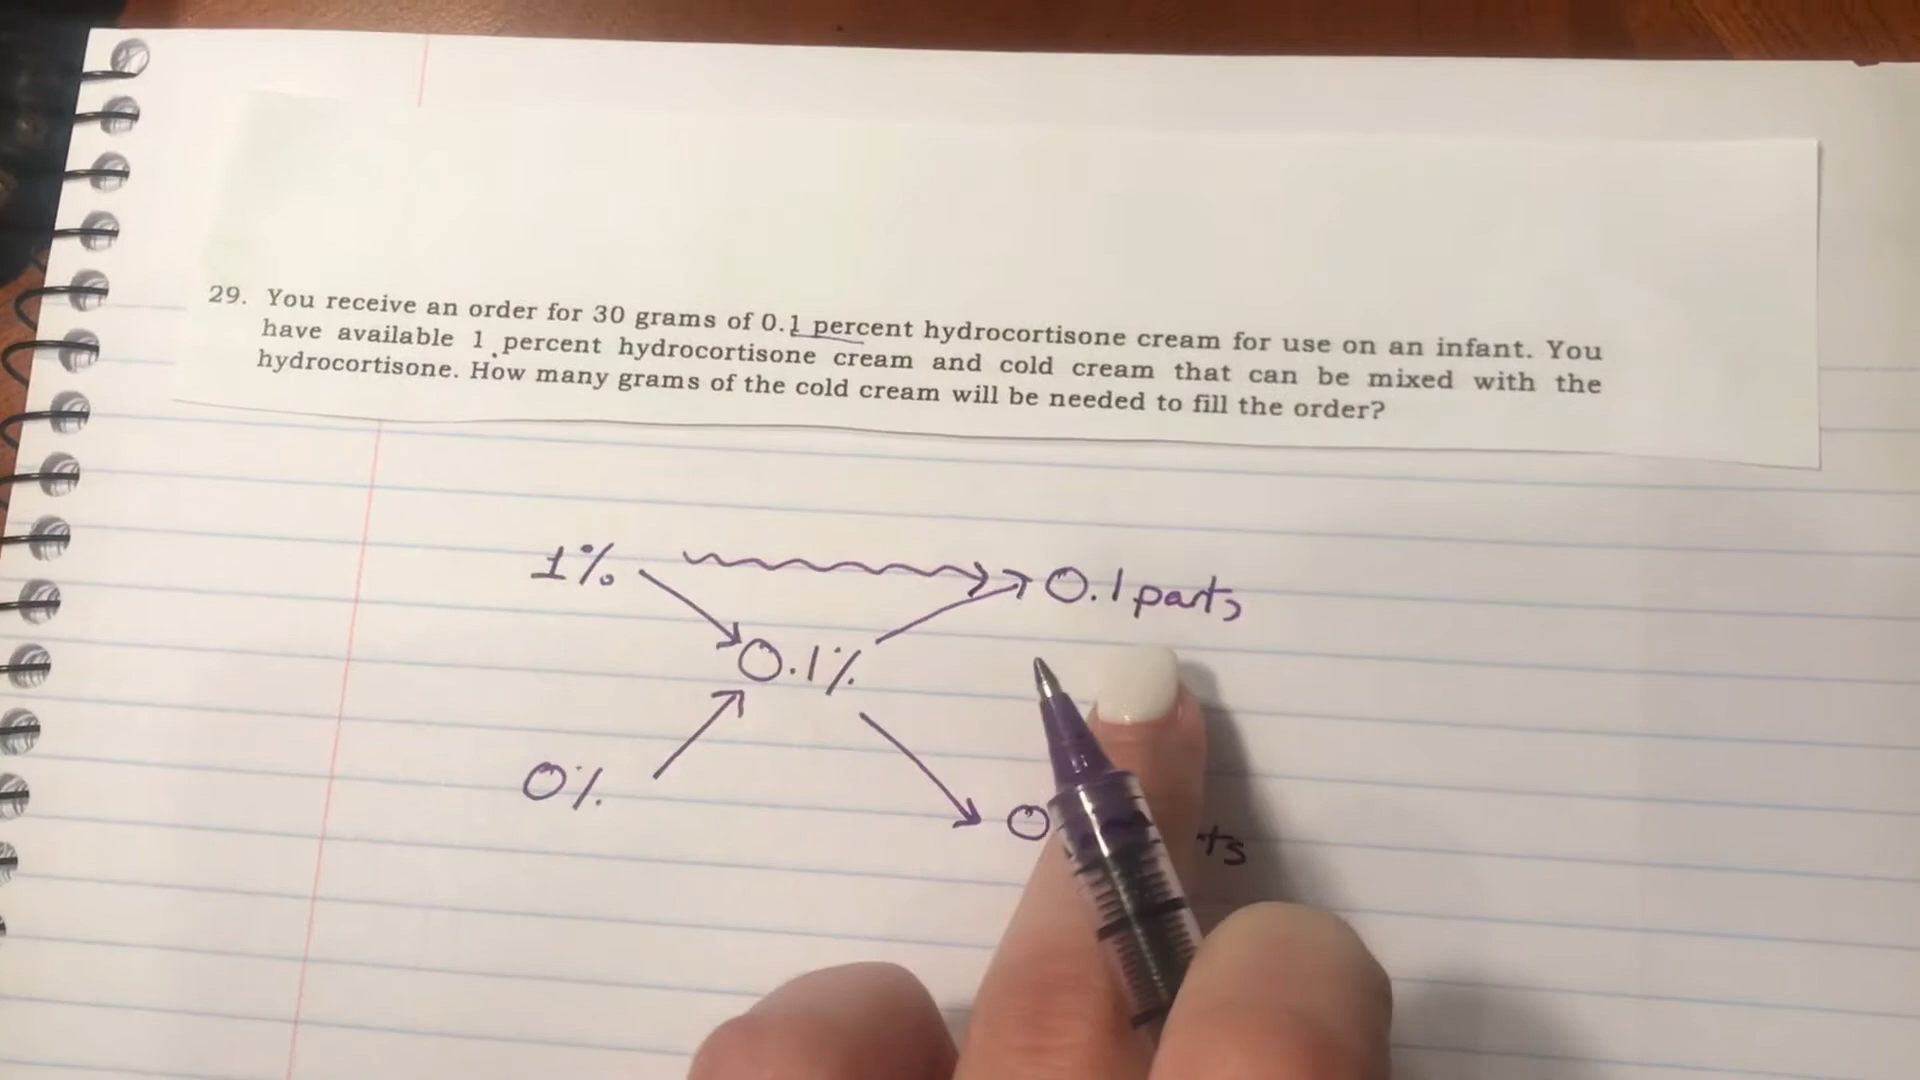 29. You receive an order for 30 grams of 0.1 percent hydrocortisone cream for use on an infant. You
have available 1 percent hydrocortisone cream and cold cream that can be mixed with the
hydrocortisone. How many grams of the cold cream will be needed to fill the order?
1% 0.1 parts
0.1%
0% 0 ts